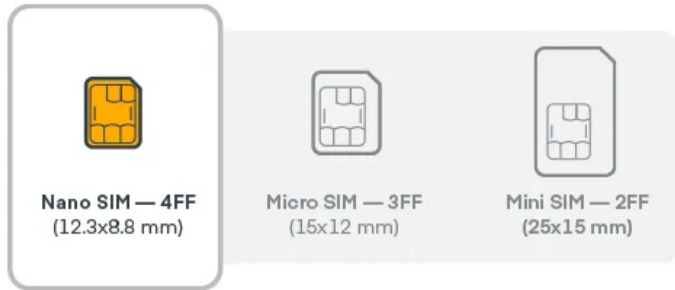 Nano SIM — 4FF
(12.3x8.8 mm)
Micro SIM — 3FF
(15x12 mm)
Mini SIM — 2FF
(25x15 mm)